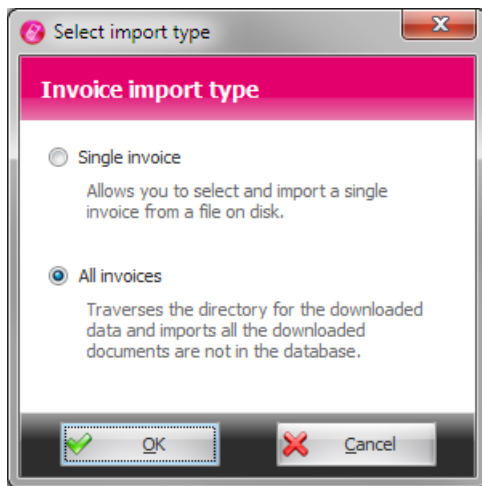 Select import type
Invoice import type
Single invoice
Allows you to select and import a single
invoice from a file on disk.
All invoices
Traverses the directory for the downloaded
data and imports all the downloaded
documents are not in the database.
OK
Cancel